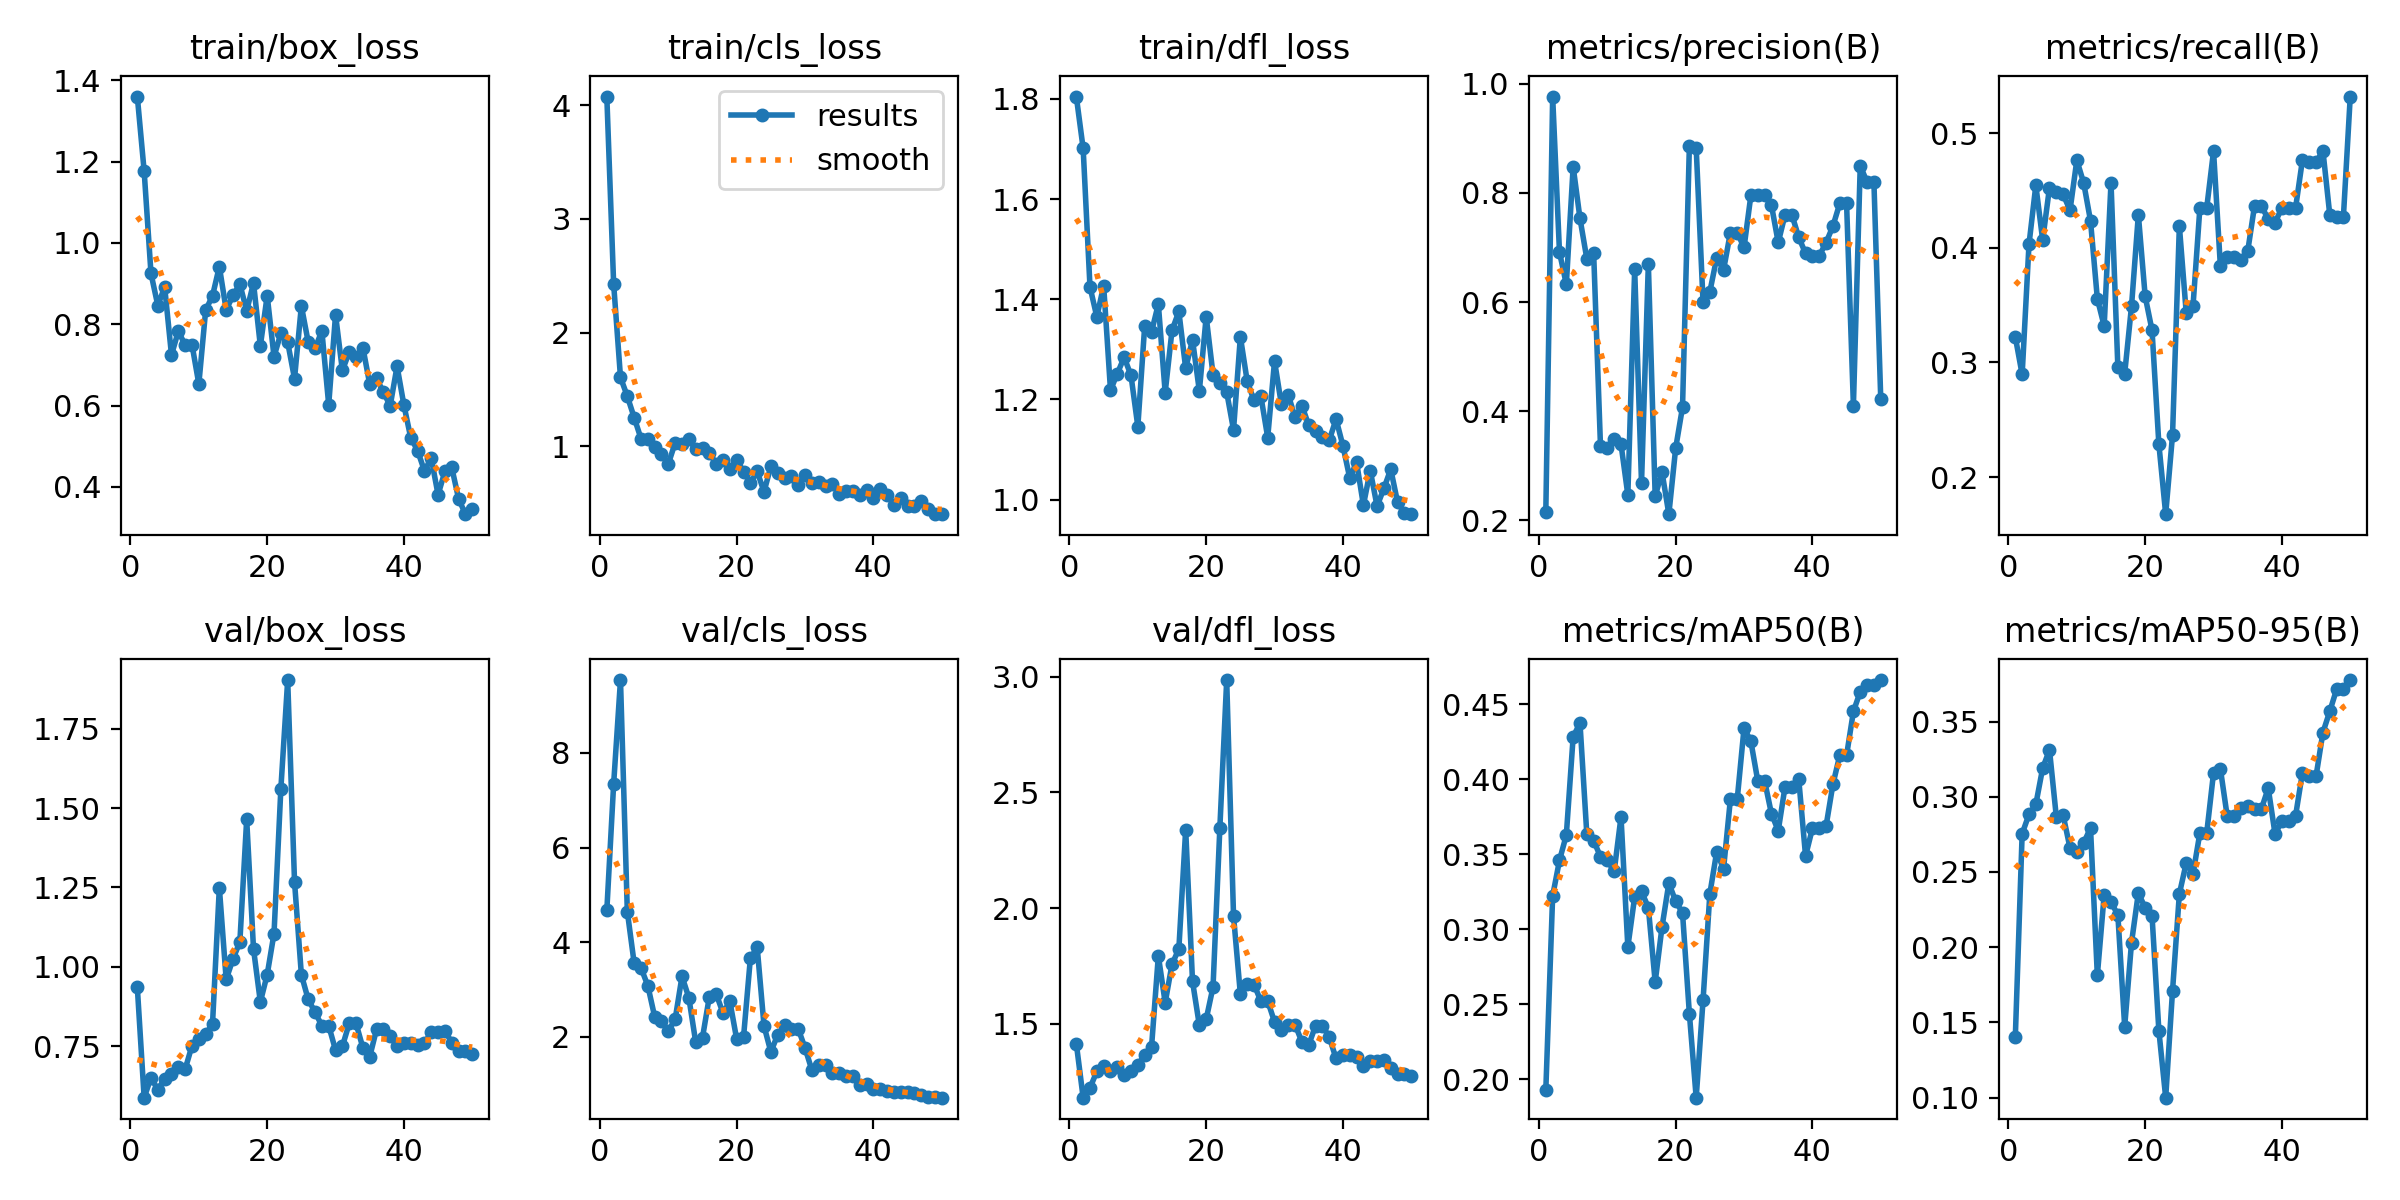 train/box_loss
train/cls_loss
train/dfl_loss
metrics/precision(B)
metrics/recall(B)
1.4
1.2
1.0
0.8
0.6
0.4
0 20 40
results
smooth
4
3
2
1
0 20 40
1.8
1.6
1.4
1.2
1.0
0 20 40
1.0
0.8
0.6
0.4
0.2
0 20 40
0.5
0.4
0.3
0.2
0 20 40
val/box_loss
val/cls_loss
val/dfl_loss
metrics/mAP50(B)
metrics/mAP50-95(B)
1.75
1.50
1.25
1.00
0.75
0 20 40
8
6
4
2
0 20 40
3.0
2.5
2.0
1.5
0 20 40
0.45
0.40
0.35
0.30
0.25
0.20
0 20 40
0.35
0.30
0.25
0.20
0.15
0.10
0 20 40